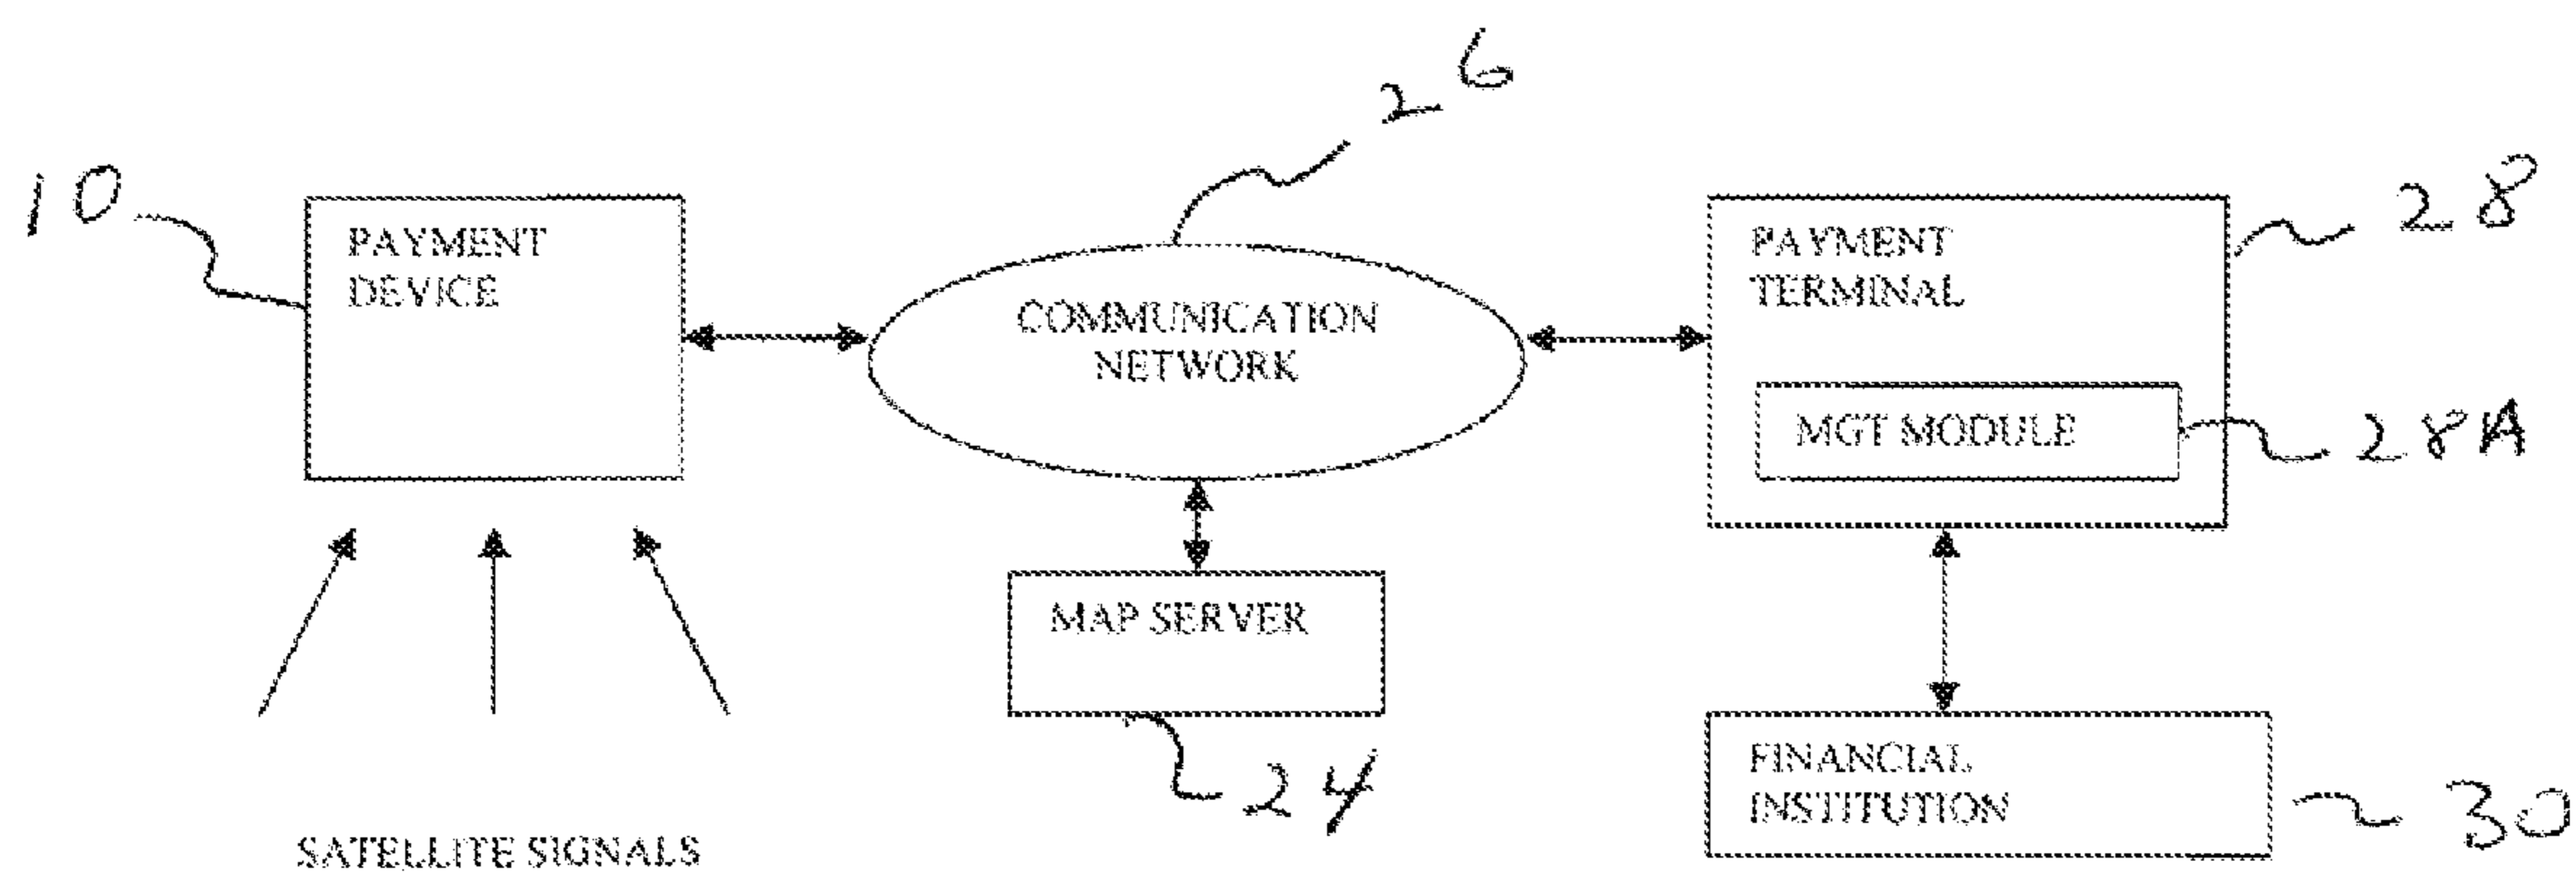 26
10
28
PAYMENT
DEVICE
COMMUNICATION
NETWORK
PAYMENT
TERMINAL
MGT MODULE
28A
MAP SERVER
24
FINANCIAL
INSTITUTION
30
SATELLITE SIGNALS